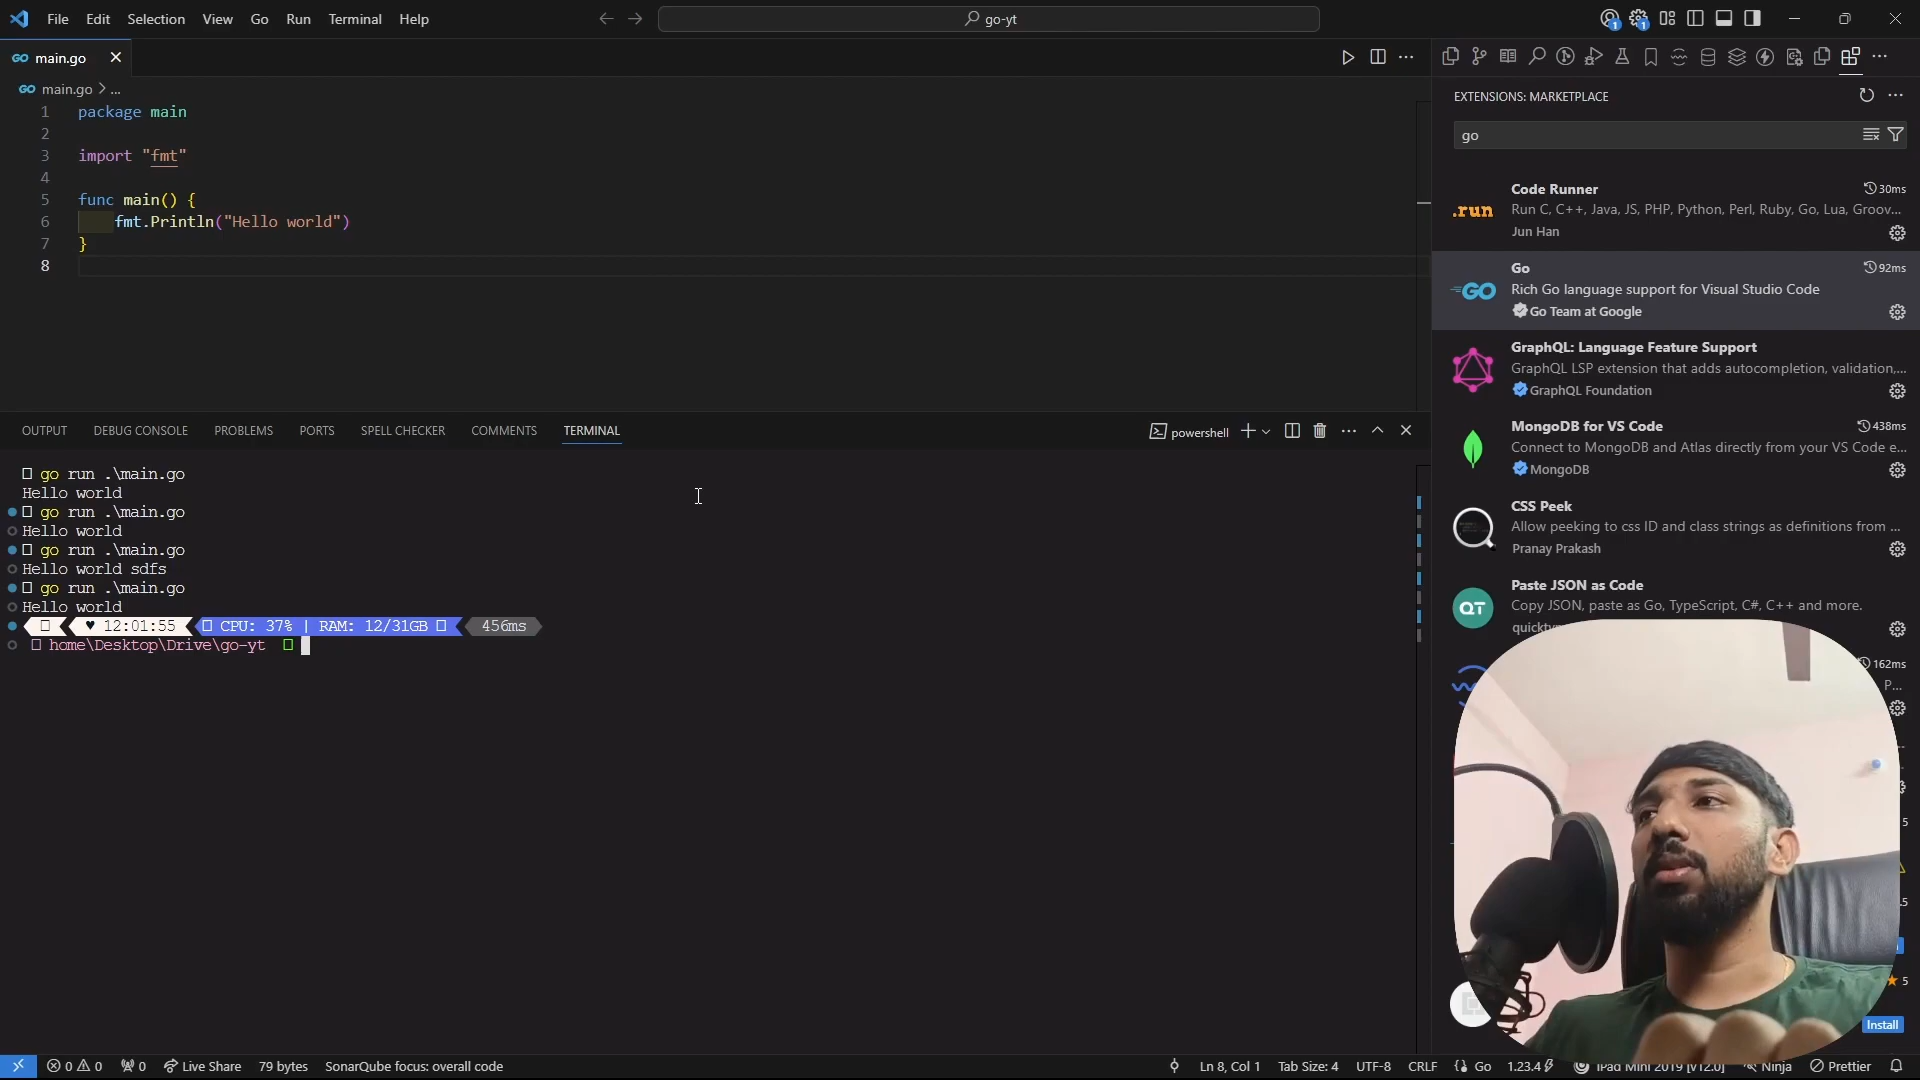 File Edit Selection View Go Run Terminal Help
go-yt
main.go
main.go > ...
1 package main
2
3 import "fmt"
4
5 func main() {
6 fmt.Println("Hello world")
7 }
8
OUTPUT DEBUG CONSOLE PROBLEMS PORTS SPELL CHECKER COMMENTS TERMINAL
powershell
go run .\main.go
Hello world
go run .\main.go
Hello world
go run .\main.go
Hello world sdfs
go run .\main.go
Hello world
♥ 12:01:55 CPU: 37% | RAM: 12/31GB 456ms
home\Desktop\Drive\go-yt
EXTENSIONS: MARKETPLACE
go
Code Runner 30ms
Run C, C++, Java, JS, PHP, Python, Perl, Ruby, Go, Lua, Groov...
Jun Han
Go 92ms
Rich Go language support for Visual Studio Code
Go Team at Google
GraphQL: Language Feature Support
GraphQL LSP extension that adds autocompletion, validation,...
GraphQL Foundation
MongoDB for VS Code 438ms
Connect to MongoDB and Atlas directly from your VS Code e...
MongoDB
CSS Peek
Allow peeking to css ID and class strings as definitions from ...
Pranay Prakash
Paste JSON as Code
Copy JSON, paste as Go, TypeScript, C#, C++ and more.
162ms
P...
5
Install
0 0 0 Live Share 79 bytes SonarQube focus: overall code
Ln 8, Col 1 Tab Size: 4 UTF-8 CRLF Go 1.23.4 iPad Mini 2019 [v12.0] Ninja Prettier